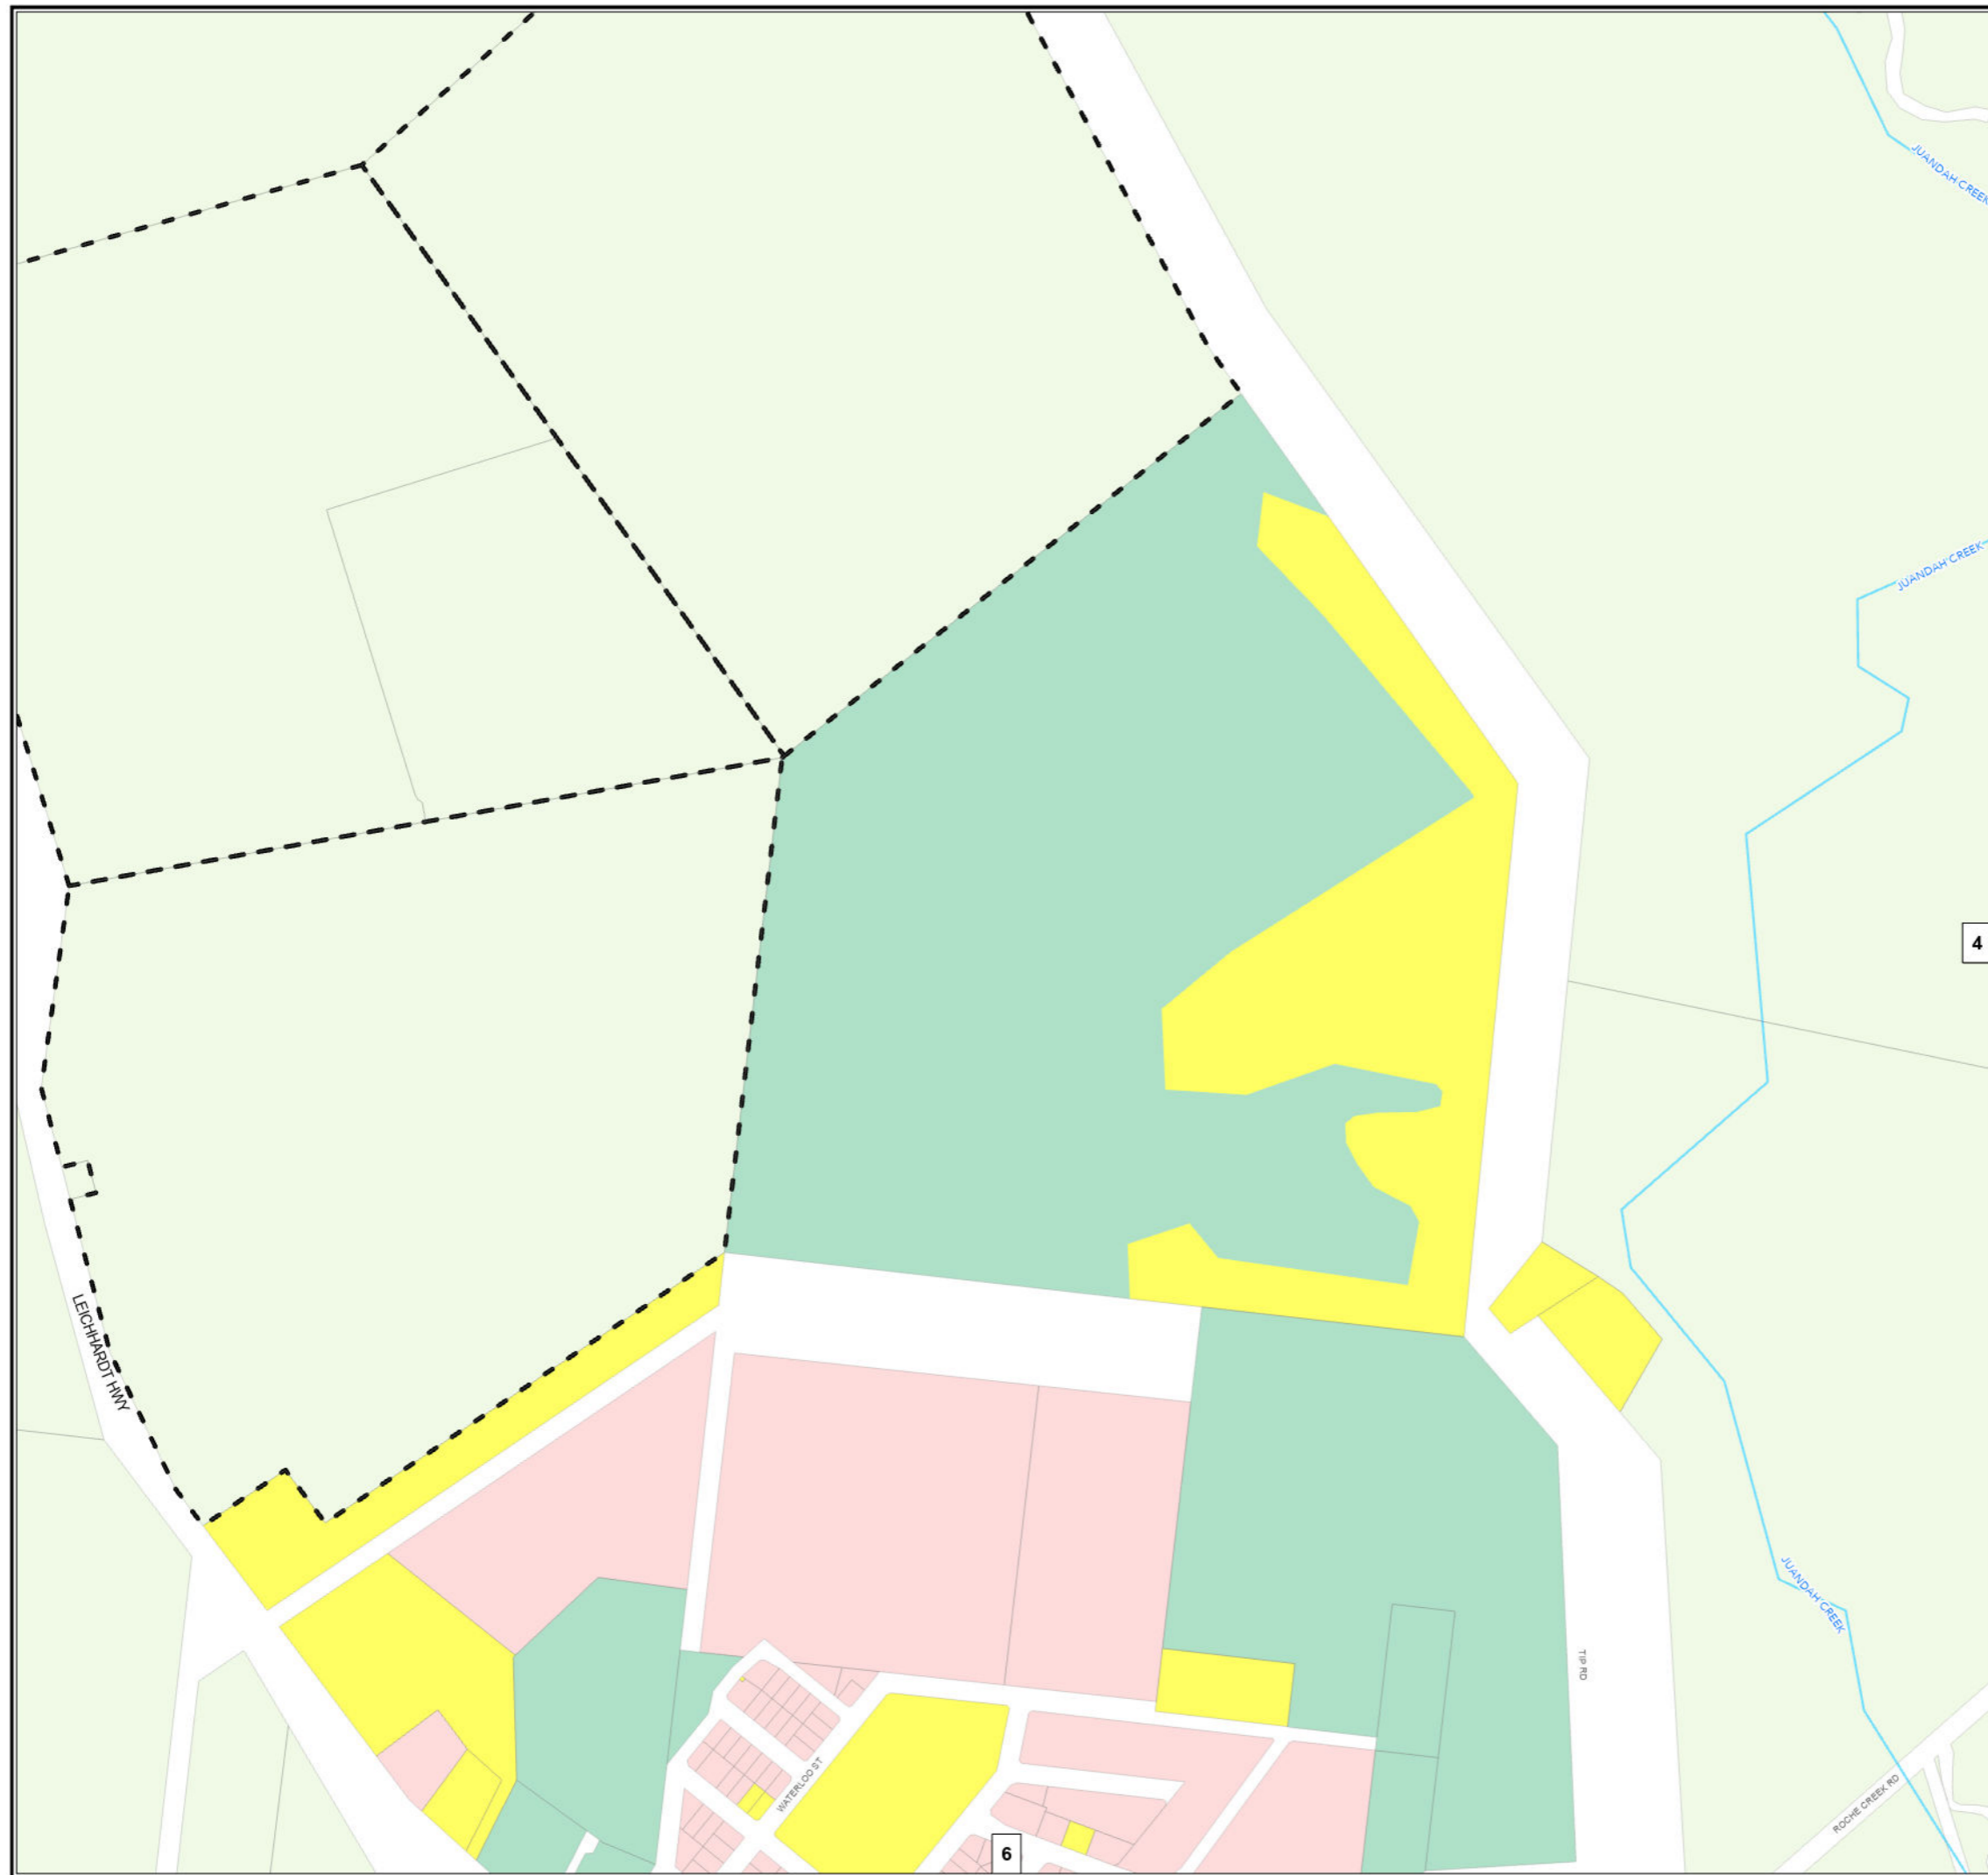 JUANDAH CREEK
JUANDAH CREEK
4
LEICHHARDT HWY
JUANDAH CREEK
TIP RD
WATERLOO ST
ROCHE CREEK RD
6